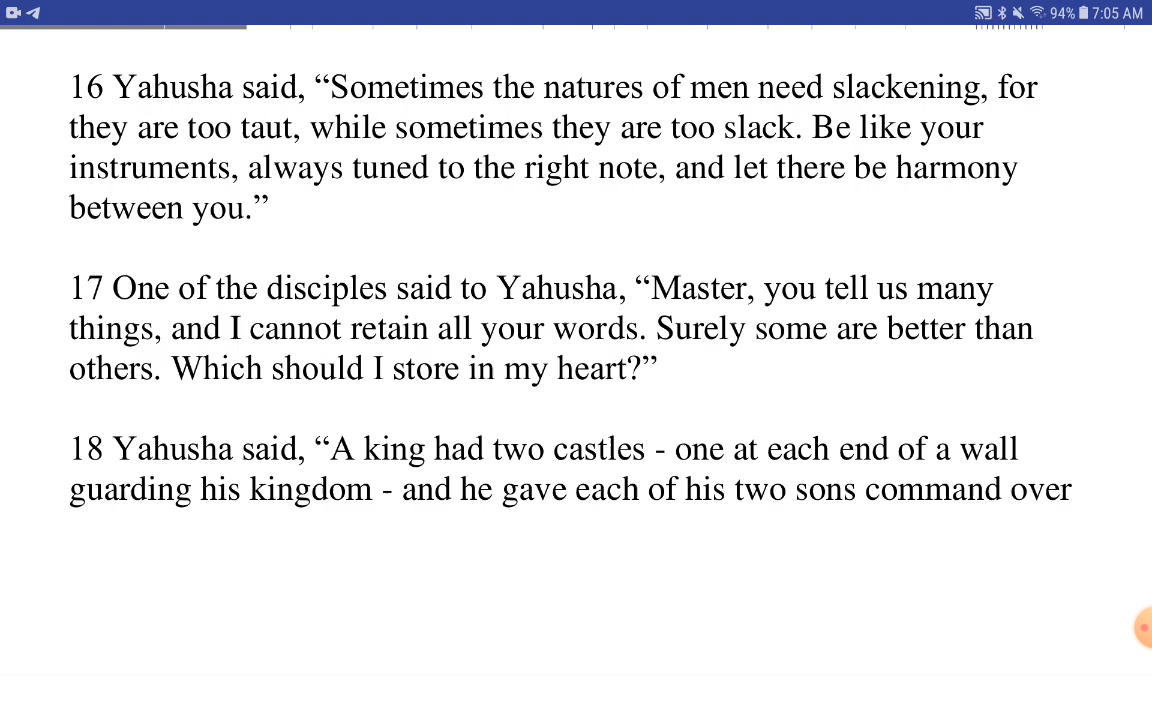 94% 7:05 AM
16 Yahusha said, “Sometimes the natures of men need slackening, for
they are too taut, while sometimes they are too slack. Be like your
instruments, always tuned to the right note, and let there be harmony
between you.”
17 One of the disciples said to Yahusha, “Master, you tell us many
things, and I cannot retain all your words. Surely some are better than
others. Which should I store in my heart?”
18 Yahusha said, “A king had two castles - one at each end of a wall
guarding his kingdom - and he gave each of his two sons command over